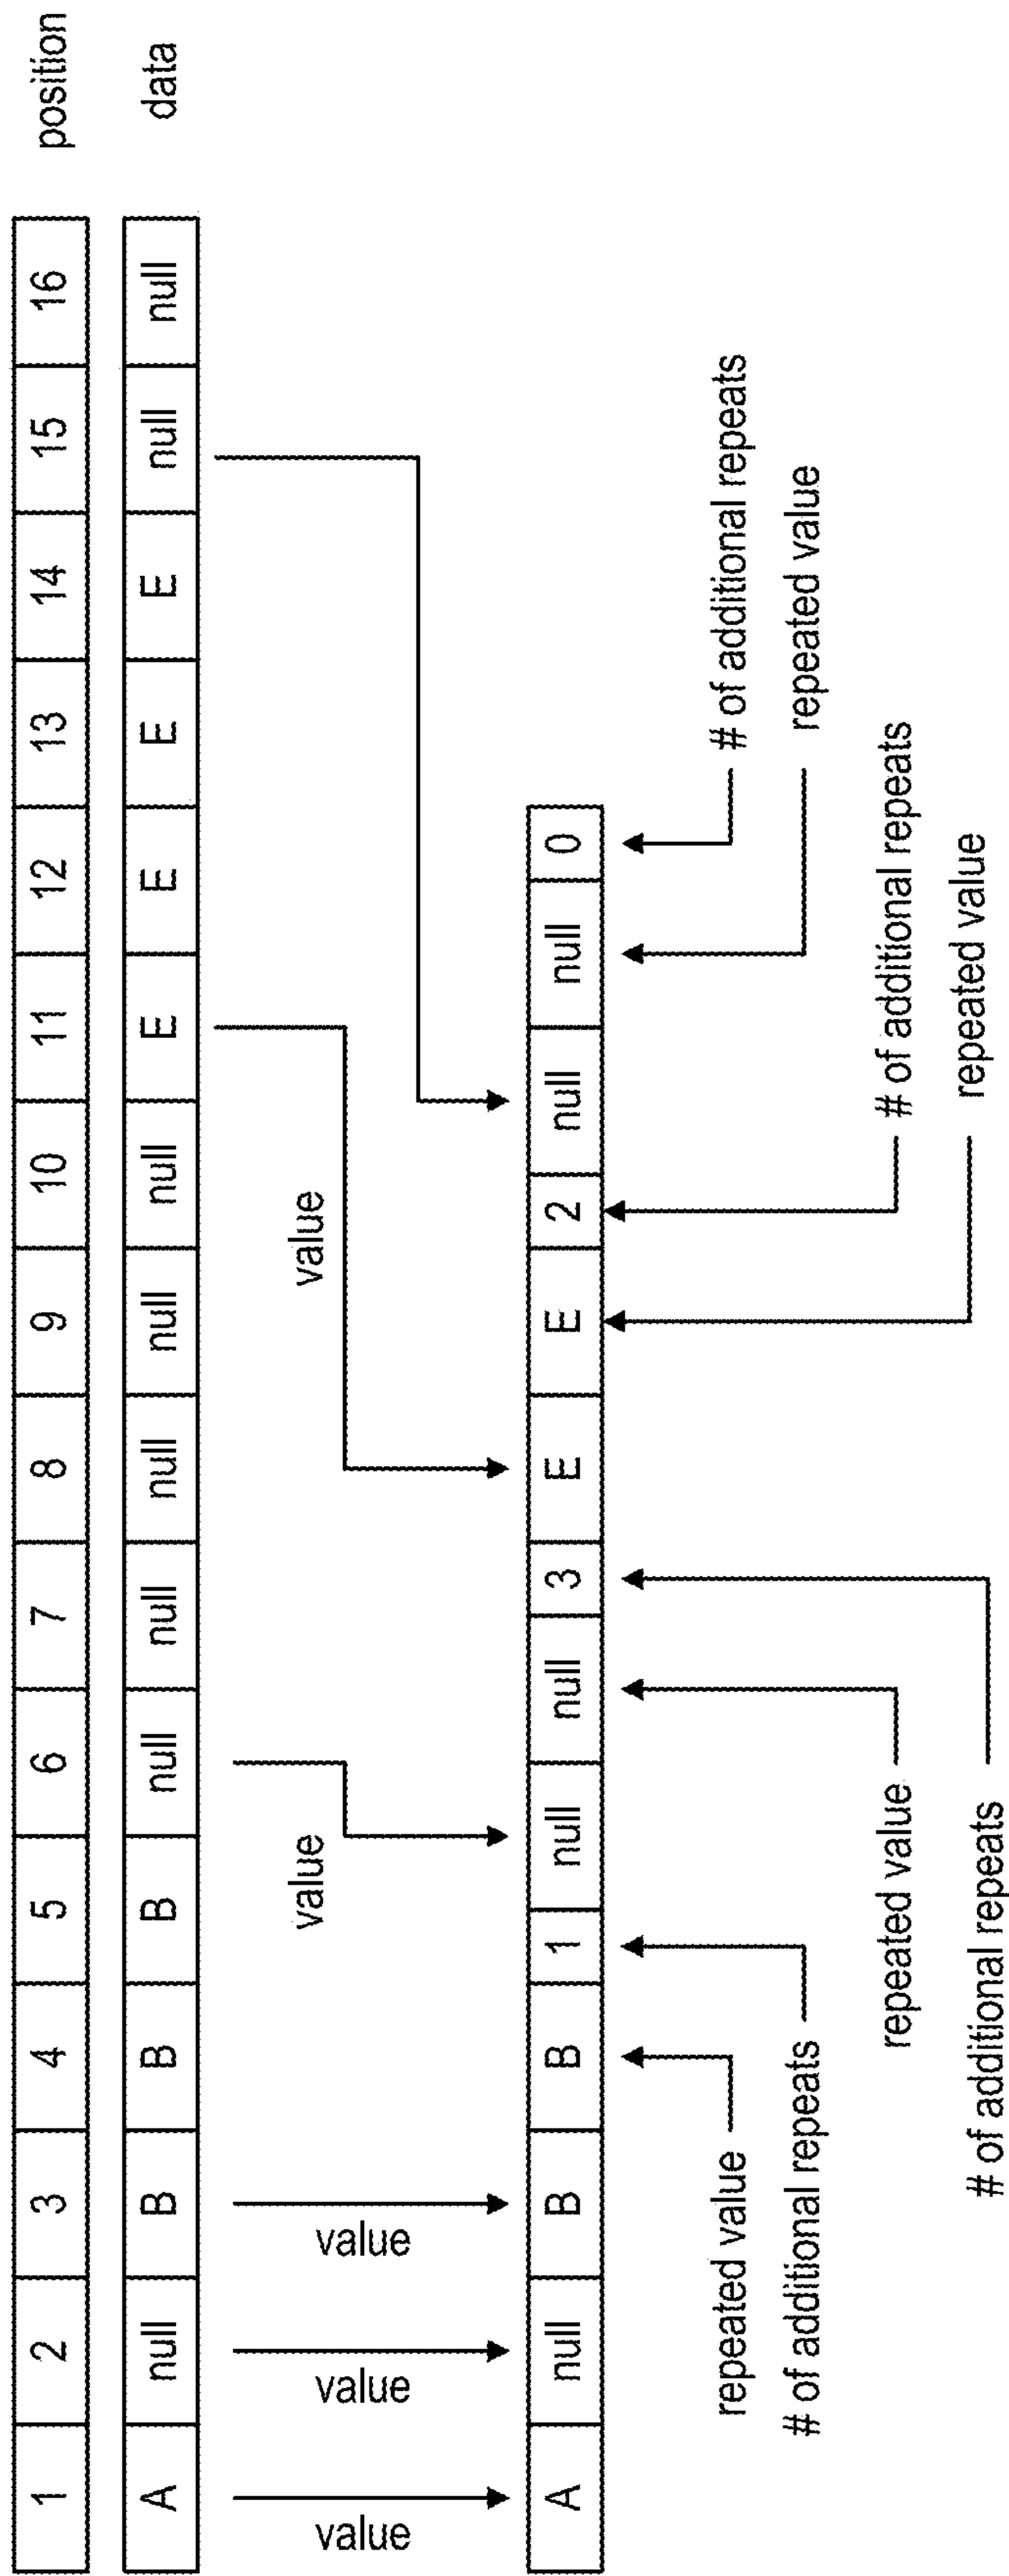 1 2 3 4 5 6 7 8 9 10 11 12 13 14 15 16 position
A null B B B null null null null null E E E E null null data
value value value value value
A null B B 1 null null 3 E E 2 null null 0
repeated value
# of additional repeats
repeated value
# of additional repeats
# of additional repeats
repeated value
# of additional repeats
repeated value